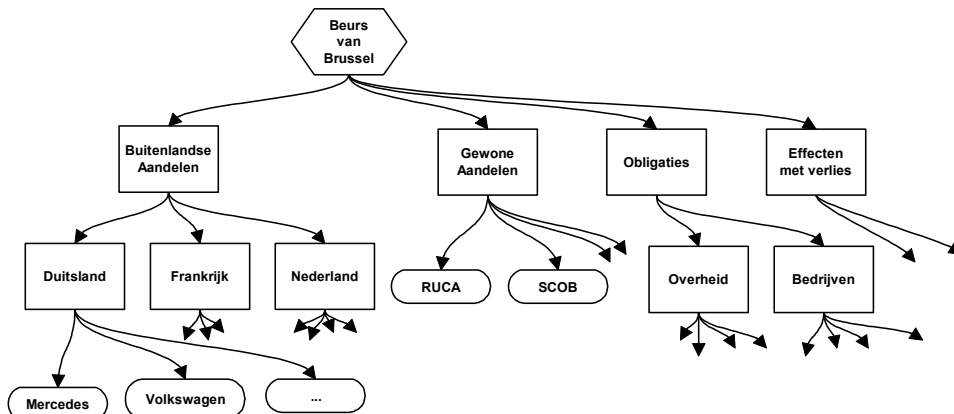 Beurs
van
Brussel
Buitenlandse
Aandelen
Gewone
Aandelen
Obligaties
Effecten
met verlies
Duitsland
Frankrijk
Nederland
RUCA
SCOB
Overheid
Bedrijven
Mercedes
Volkswagen
...